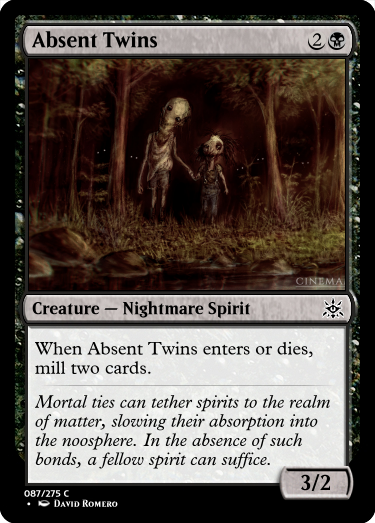 Absent Twins 2
CINEMA
Creature — Nightmare Spirit
When Absent Twins enters or dies,
mill two cards.
Mortal ties can tether spirits to the realm
of matter, slowing their absorption into
the noosphere. In the absence of such
bonds, a fellow spirit can suffice.
3/2
087/275 C
• David Romero